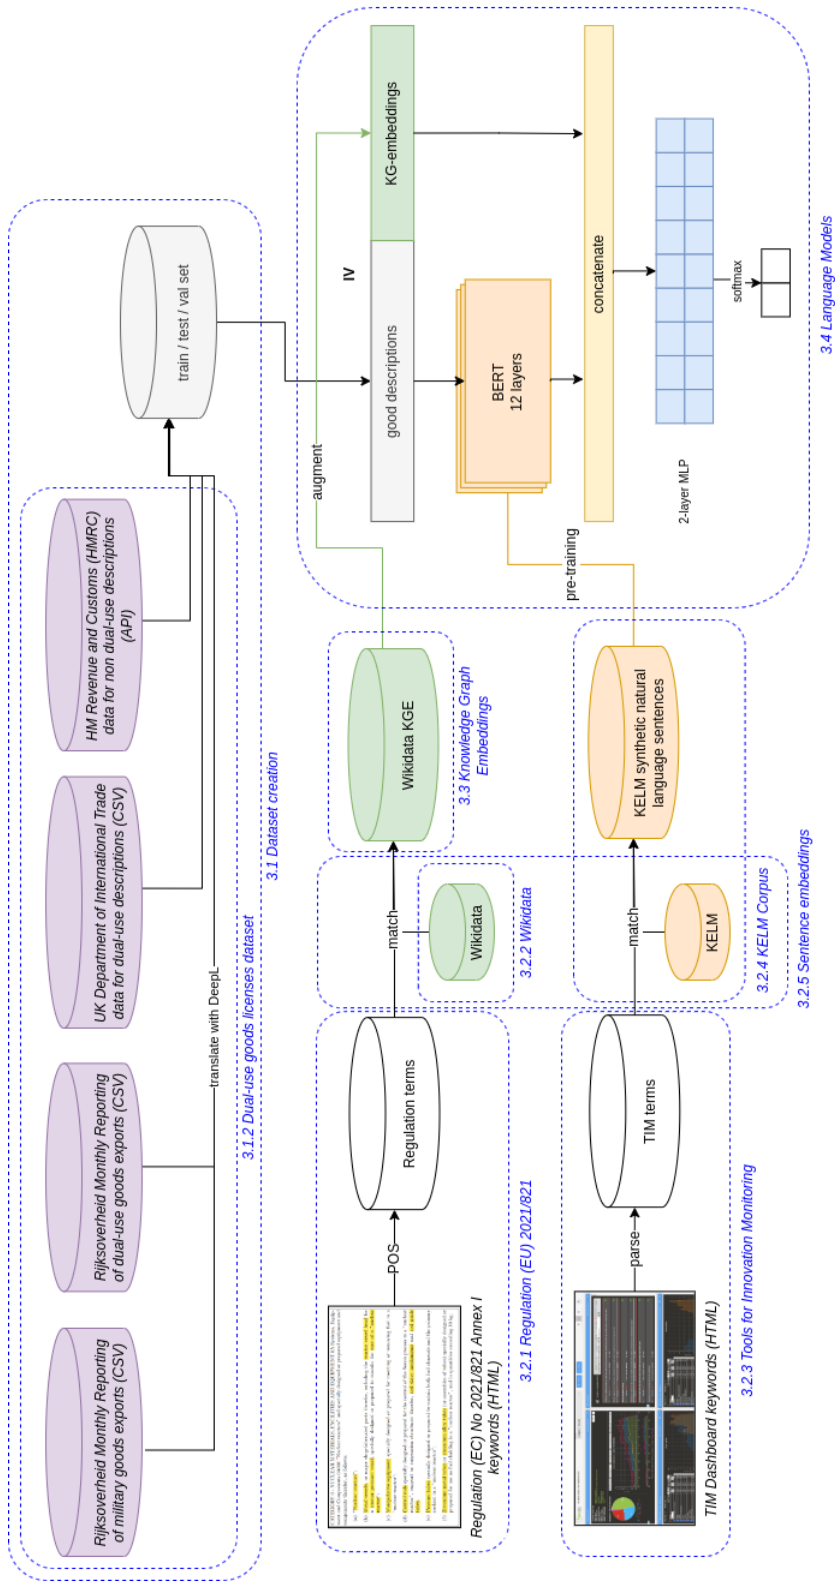 Rijksoverheid Monthly Reporting
of military goods exports (CSV)
Rijksoverheid Monthly Reporting
of dual-use goods exports (CSV)
UK Department of International Trade
data for dual-use descriptions (CSV)
HM Revenue and Customs (HMRC)
data for non dual-use descriptions
(API)
translate with DeepL
train / test / val set
3.1.2 Dual-use goods licenses dataset
3.1 Dataset creation
Regulation (EC) No 2021/821 Annex I
keywords (HTML)
POS
Regulation terms
3.2.1 Regulation (EU) 2021/821
match
Wikidata
3.2.2 Wikidata
Wikidata KGE
3.3 Knowledge Graph
Embeddings
augment
TIM Dashboard keywords (HTML)
parse
TIM terms
3.2.3 Tools for Innovation Monitoring
match
KELM
3.2.4 KELM Corpus
3.2.5 Sentence embeddings
KELM synthetic natural
language sentences
pre-training
IV
good descriptions
KG-embeddings
BERT
12 layers
concatenate
2-layer MLP
softmax
3.4 Language Models